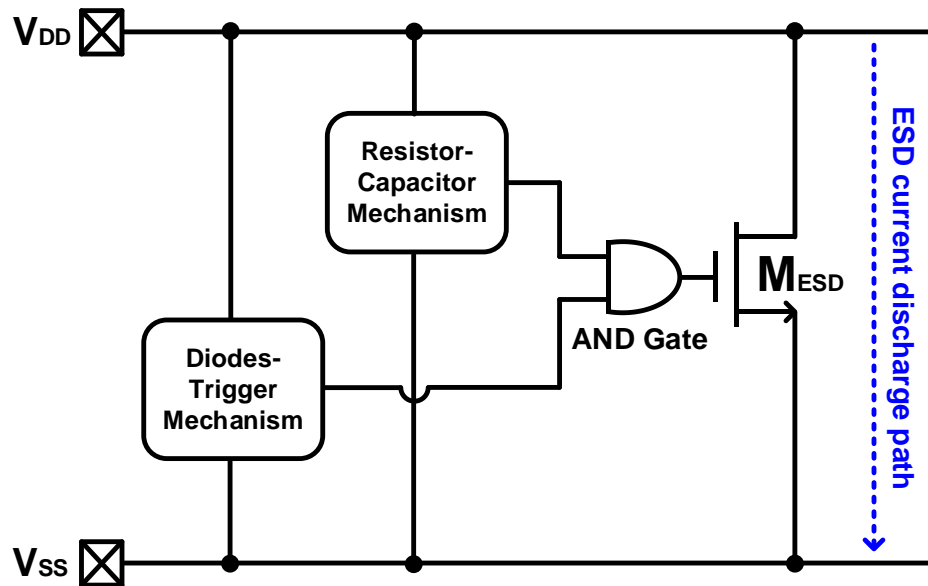 VDD
Resistor-
Capacitor
Mechanism
MESD
AND Gate
Diodes-
Trigger
Mechanism
ESD current discharge path
VSS